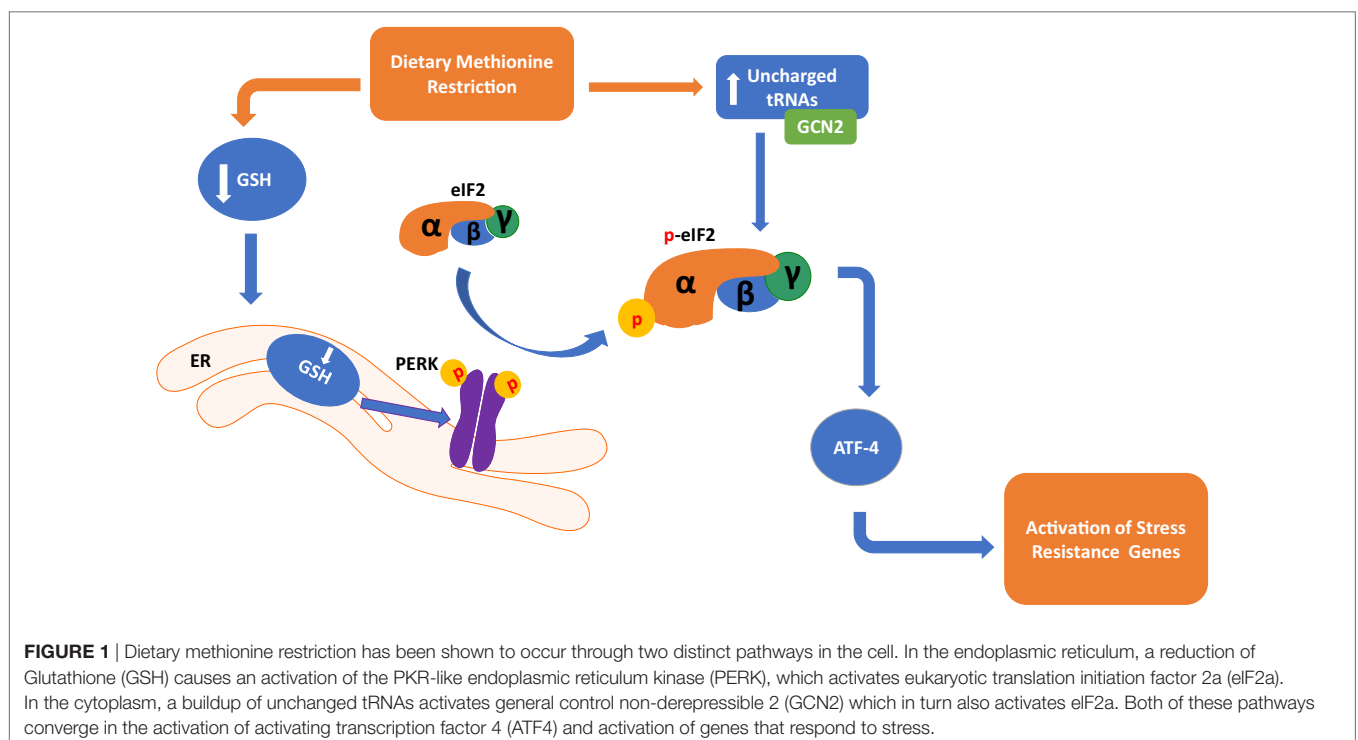 Dietary Methionine
Restriction
Uncharged
tRNAs
GCN2
GSH
eIF2
α
β
γ
p-eIF2
α
β
γ
p
ER
GSH
PERK
p
p
ATF-4
Activation of Stress
Resistance Genes
FIGURE 1 | Dietary methionine restriction has been shown to occur through two distinct pathways in the cell. In the endoplasmic reticulum, a reduction of
Glutathione (GSH) causes an activation of the PKR-like endoplasmic reticulum kinase (PERK), which activates eukaryotic translation initiation factor 2a (eIF2a).
In the cytoplasm, a buildup of unchanged tRNAs activates general control non-derepressible 2 (GCN2) which in turn also activates eIF2a. Both of these pathways
converge in the activation of activating transcription factor 4 (ATF4) and activation of genes that respond to stress.